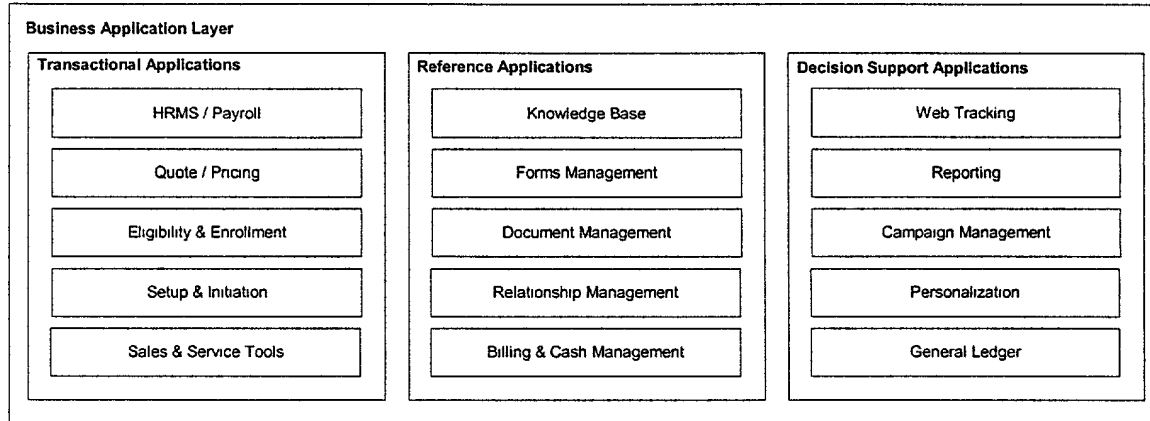 Business Application Layer
Transactional Applications
HRMS / Payroll
Quote / Pricing
Eligibility & Enrollment
Setup & Initiation
Sales & Service Tools
Reference Applications
Knowledge Base
Forms Management
Document Management
Relationship Management
Billing & Cash Management
Decision Support Applications
Web Tracking
Reporting
Campaign Management
Personalization
General Ledger